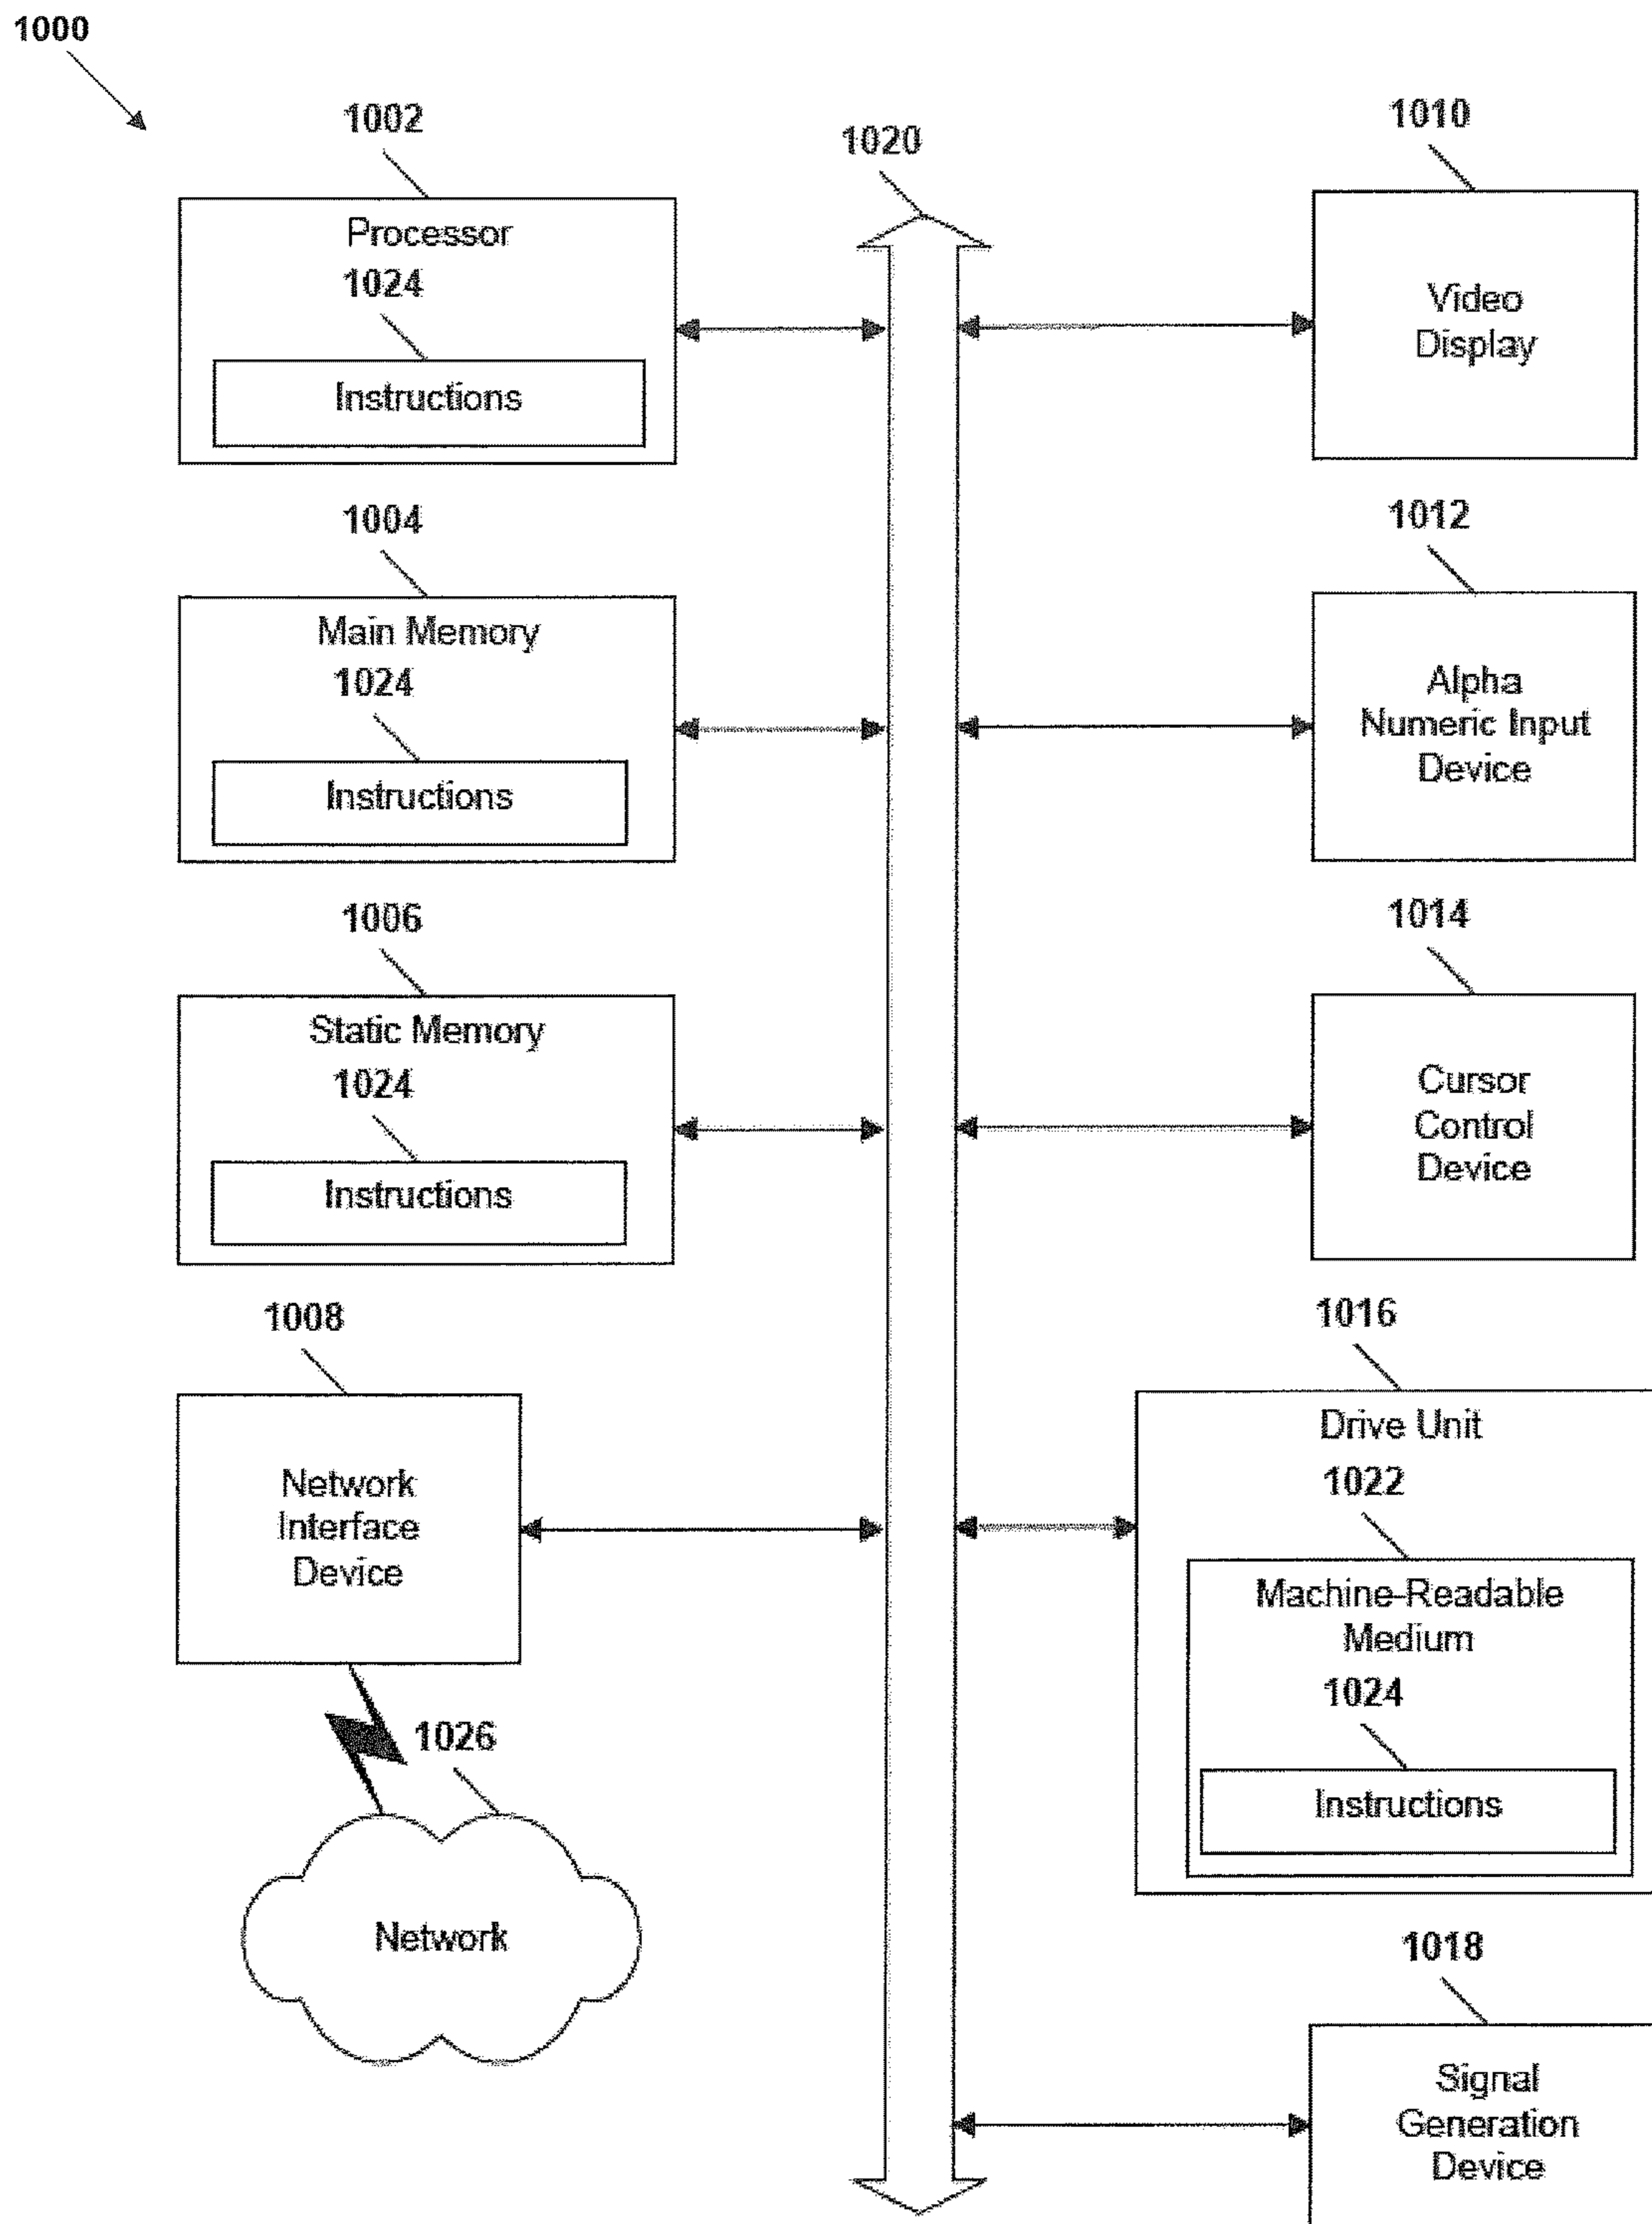 1000
1002
Processor
1024
Instructions
1004
Main Memory
1024
Instructions
1006
Static Memory
1024
Instructions
1008
Network
Interface
Device
1026
Network
1020
1010
Video
Display
1012
Alpha
Numeric Input
Device
1014
Cursor
Control
Device
1016
Drive Unit
1022
Machine-Readable
Medium
1024
Instructions
1018
Signal
Generation
Device